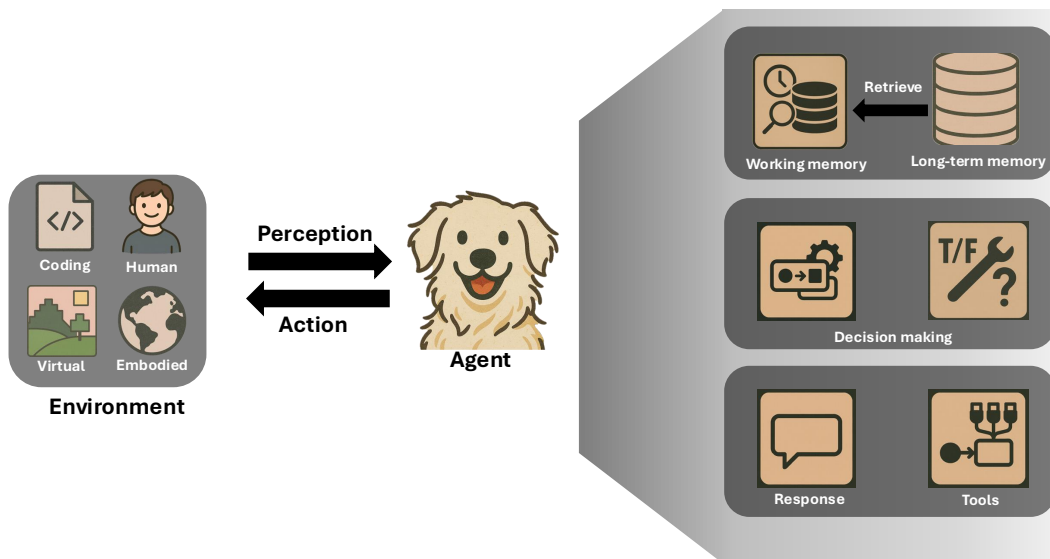 Coding
Human
Virtual
Embodied
Environment
Perception
Action
Agent
Retrieve
Working memory
Long-term memory
T/F
?
Decision making
Response
Tools